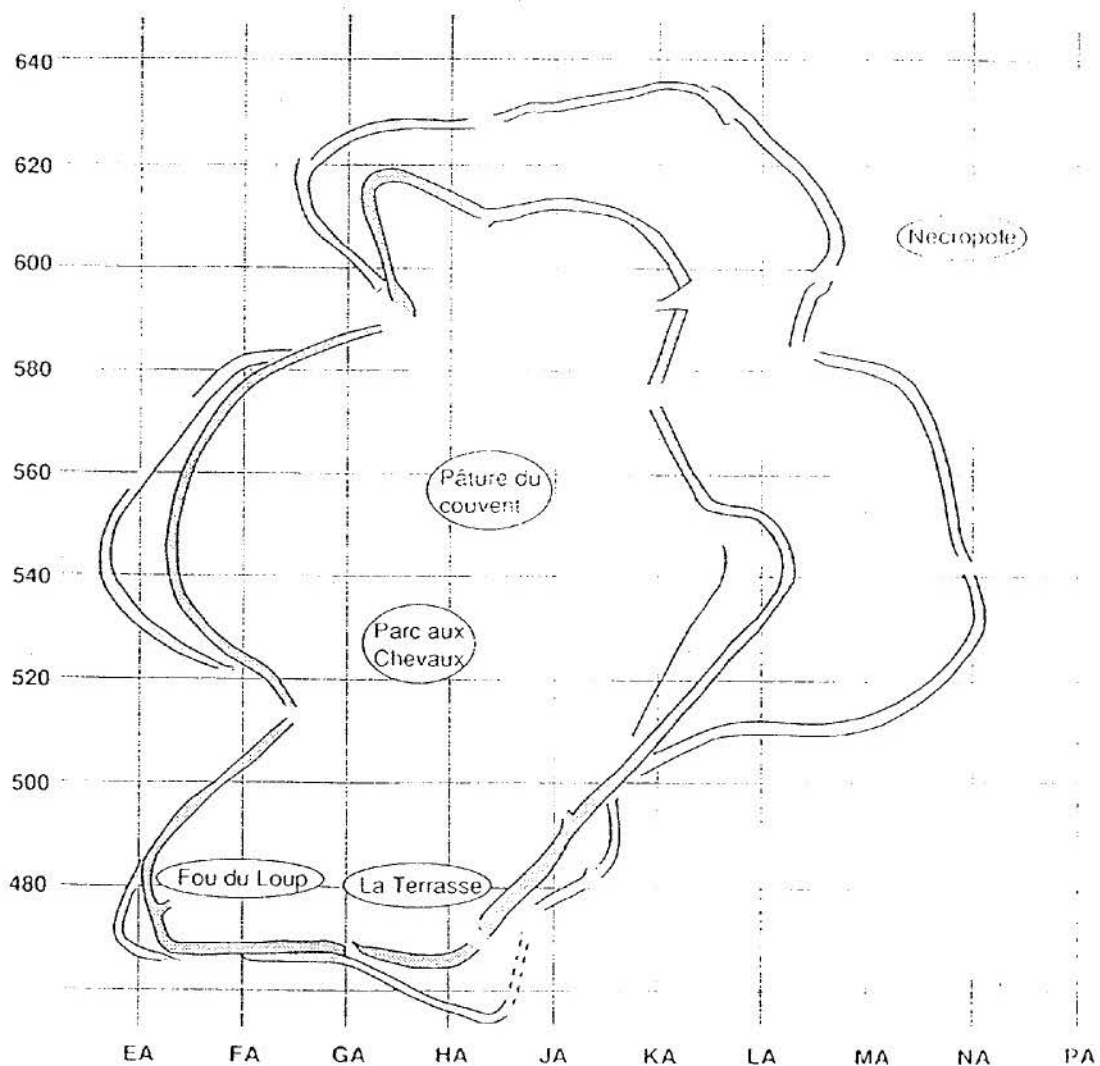 640
620
Necropole
600
580
560
Pâture du
couvent
540
Parc aux
Chevaux
520
500
Fou du Loup
La Terrasse
480
EA FA GA HA JA KA LA MA NA PA